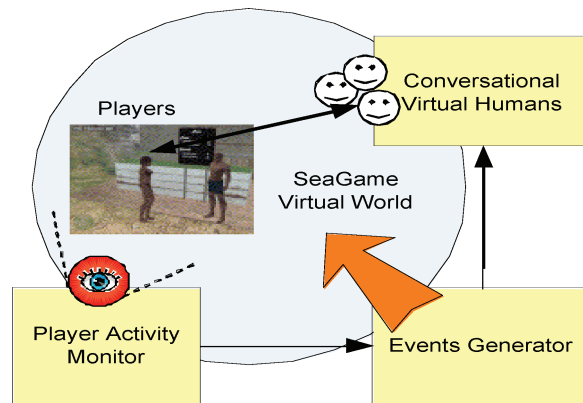 Conversational
Virtual Humans
Players
SeaGame
Virtual World
Player Activity
Monitor
Events Generator